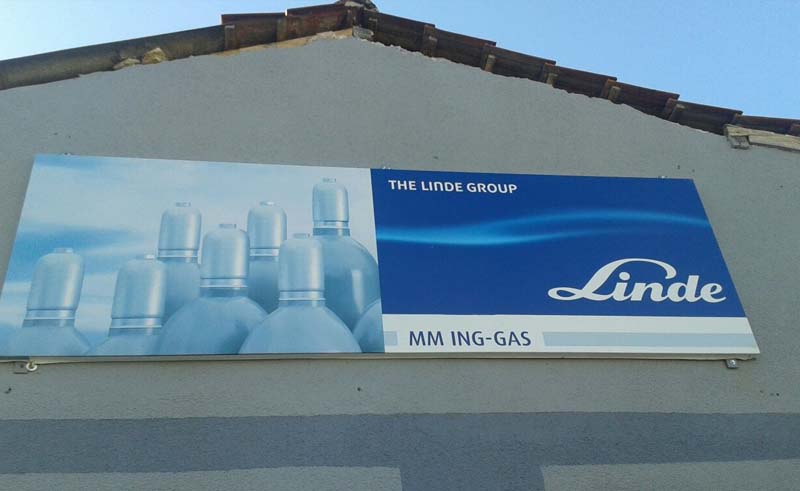 THE LINDE GROUP
Linde
MM ING-GAS